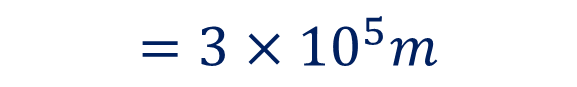 = 3 × 10⁵m